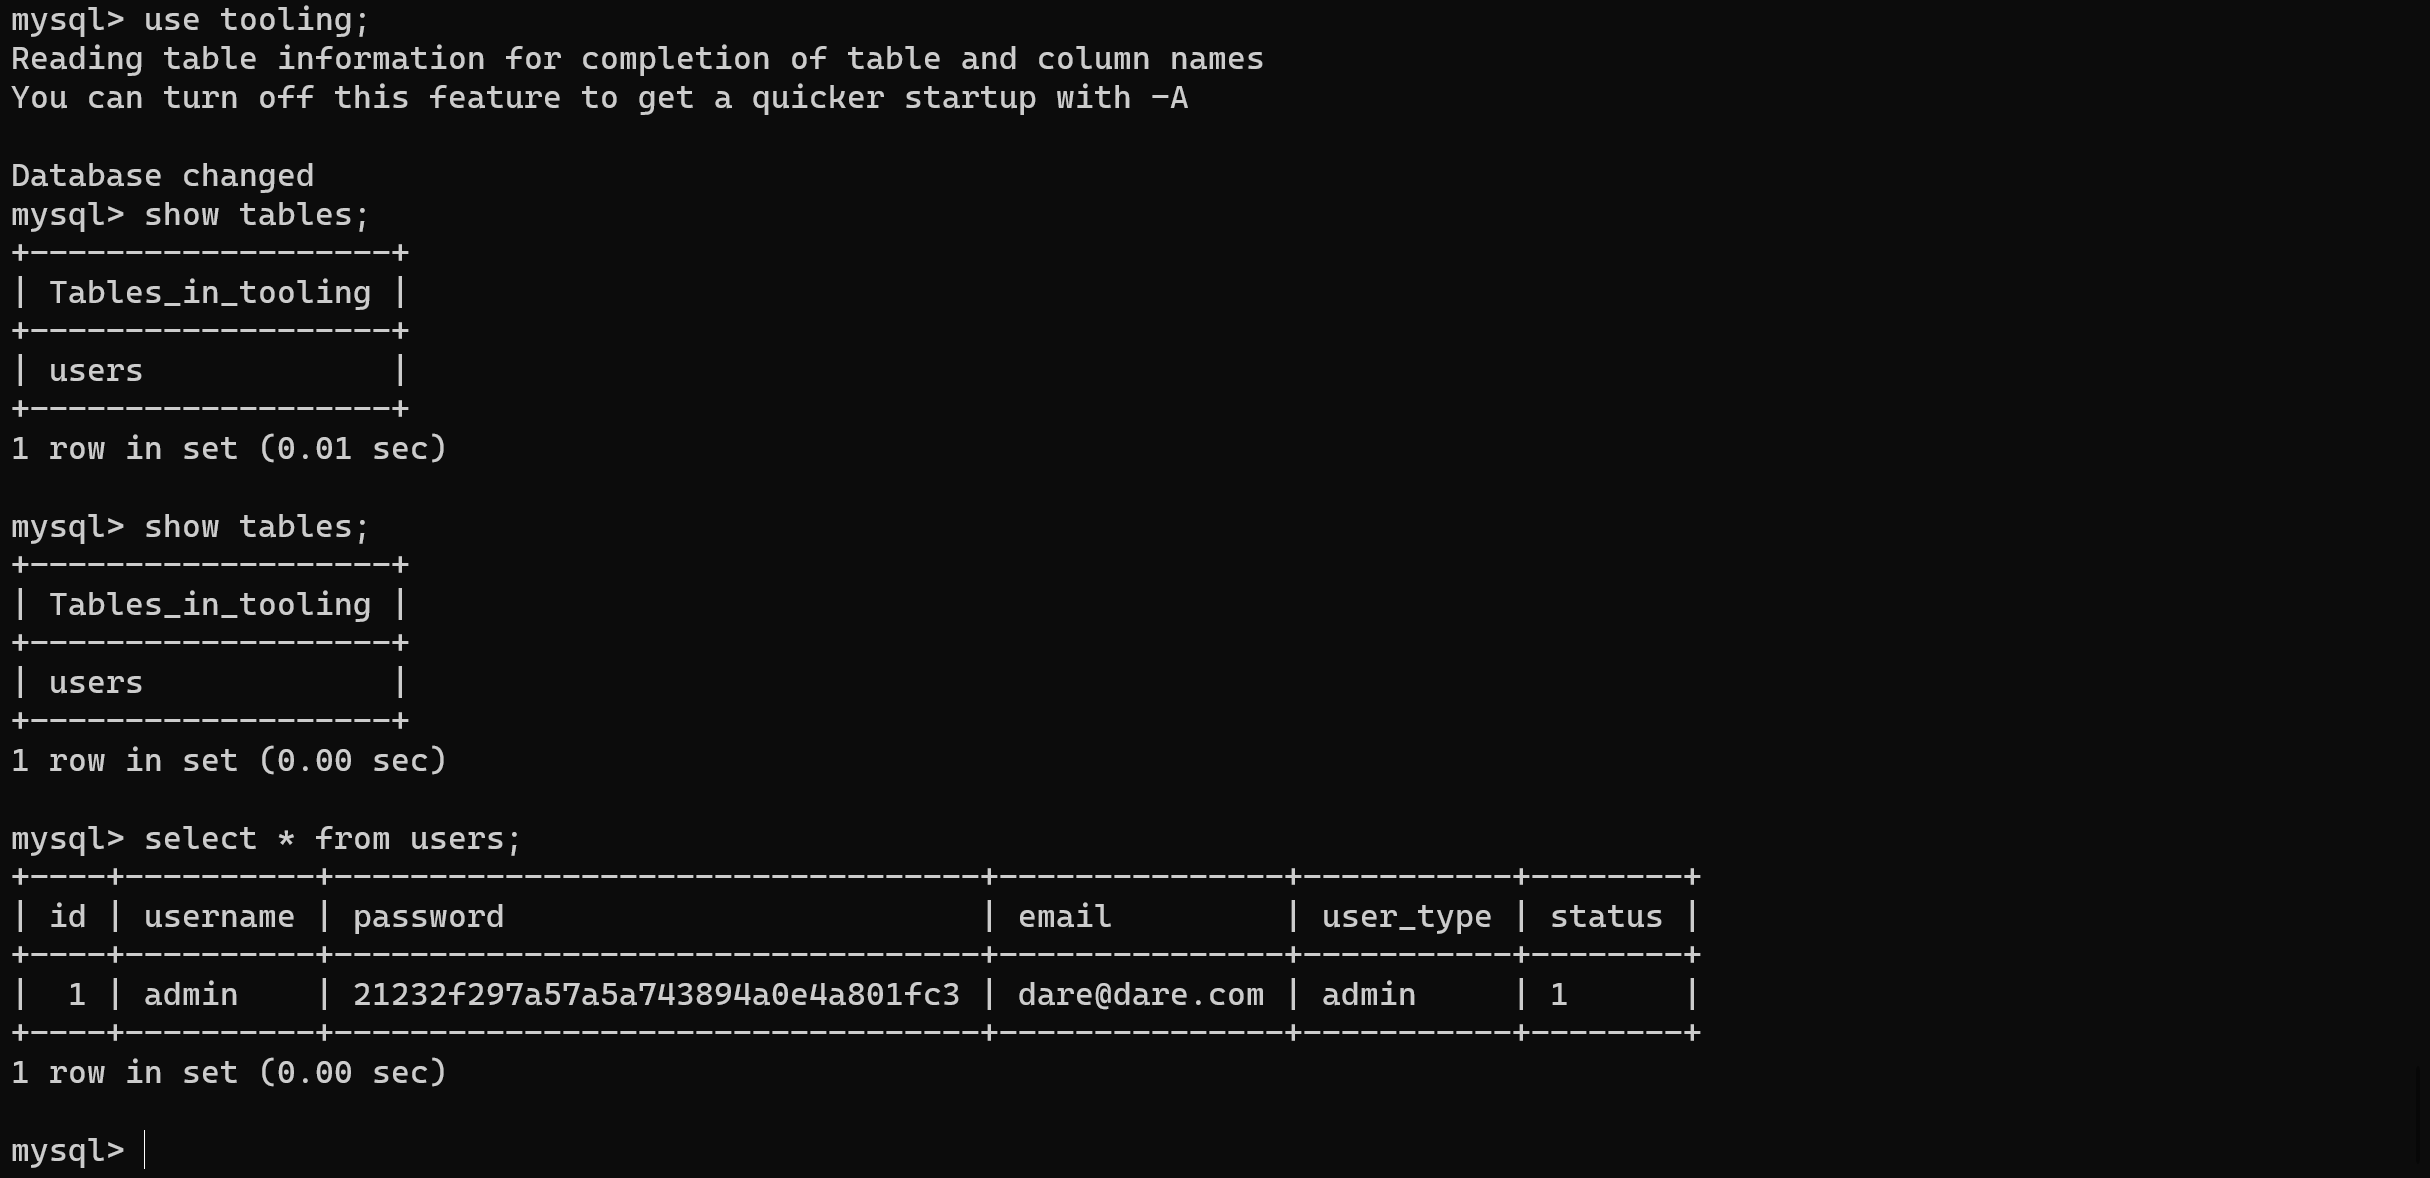 mysql> use tooling;
Reading table information for completion of table and column names
You can turn off this feature to get a quicker startup with -A

Database changed
mysql> show tables;
+-------------------+
| Tables_in_tooling |
+-------------------+
| users             |
+-------------------+
1 row in set (0.01 sec)

mysql> show tables;
+-------------------+
| Tables_in_tooling |
+-------------------+
| users             |
+-------------------+
1 row in set (0.00 sec)

mysql> select * from users;
+----+----------+----------------------------------+---------------+-----------+--------+
| id | username | password                         | email         | user_type | status |
+----+----------+----------------------------------+---------------+-----------+--------+
|  1 | admin    | 21232f297a57a5a743894a0e4a801fc3 | dare@dare.com | admin     | 1      |
+----+----------+----------------------------------+---------------+-----------+--------+
1 row in set (0.00 sec)

mysql>